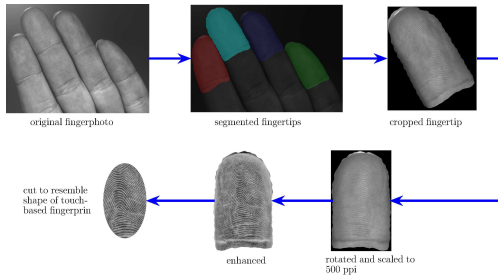 original fingerphoto
segmented fingertips
cropped fingertip
cut to resemble
shape of touch-
based fingerprin
enhanced
rotated and scaled to
500 ppi